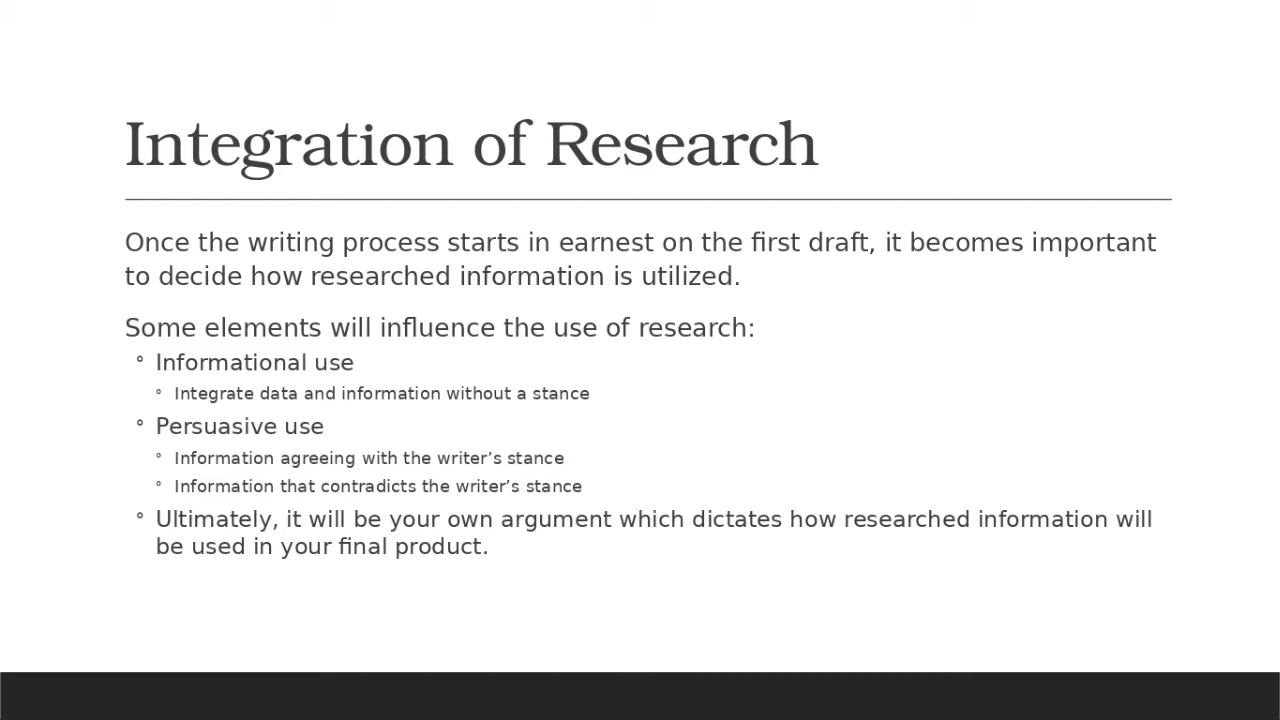 Integration of Research
Once the writing process starts in earnest on the first draft, it becomes important
to decide how researched information is utilized.
Some elements will influence the use of research:
° Informational use
° Integrate data and information without a stance
° Persuasive use
° Information agreeing with the writer’s stance
° Information that contradicts the writer’s stance
° Ultimately, it will be your own argument which dictates how researched information will
be used in your final product.